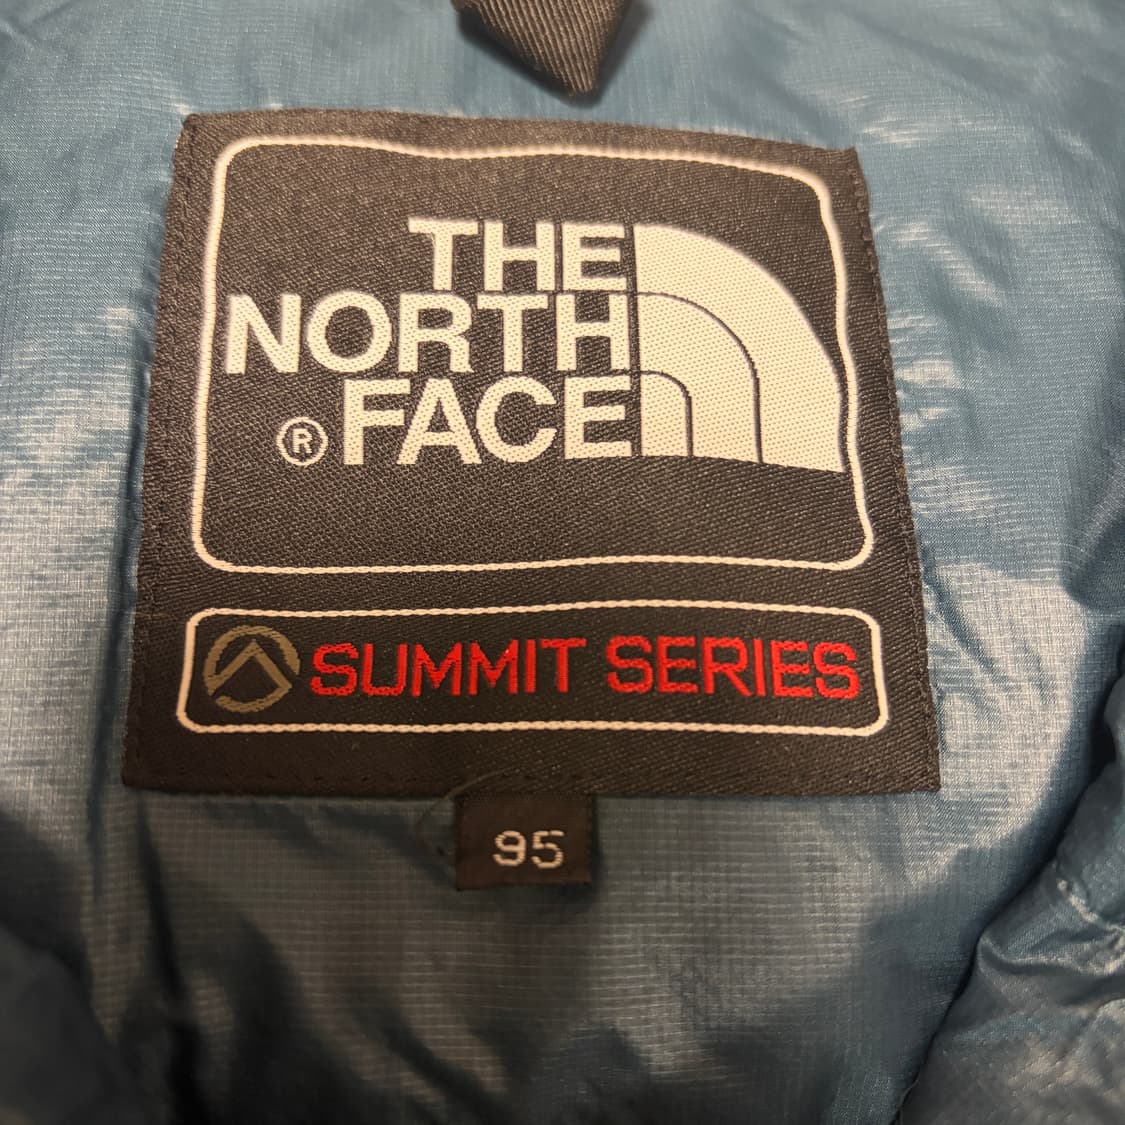 THE
NORTH
® FACE
SUMMIT SERIES
95